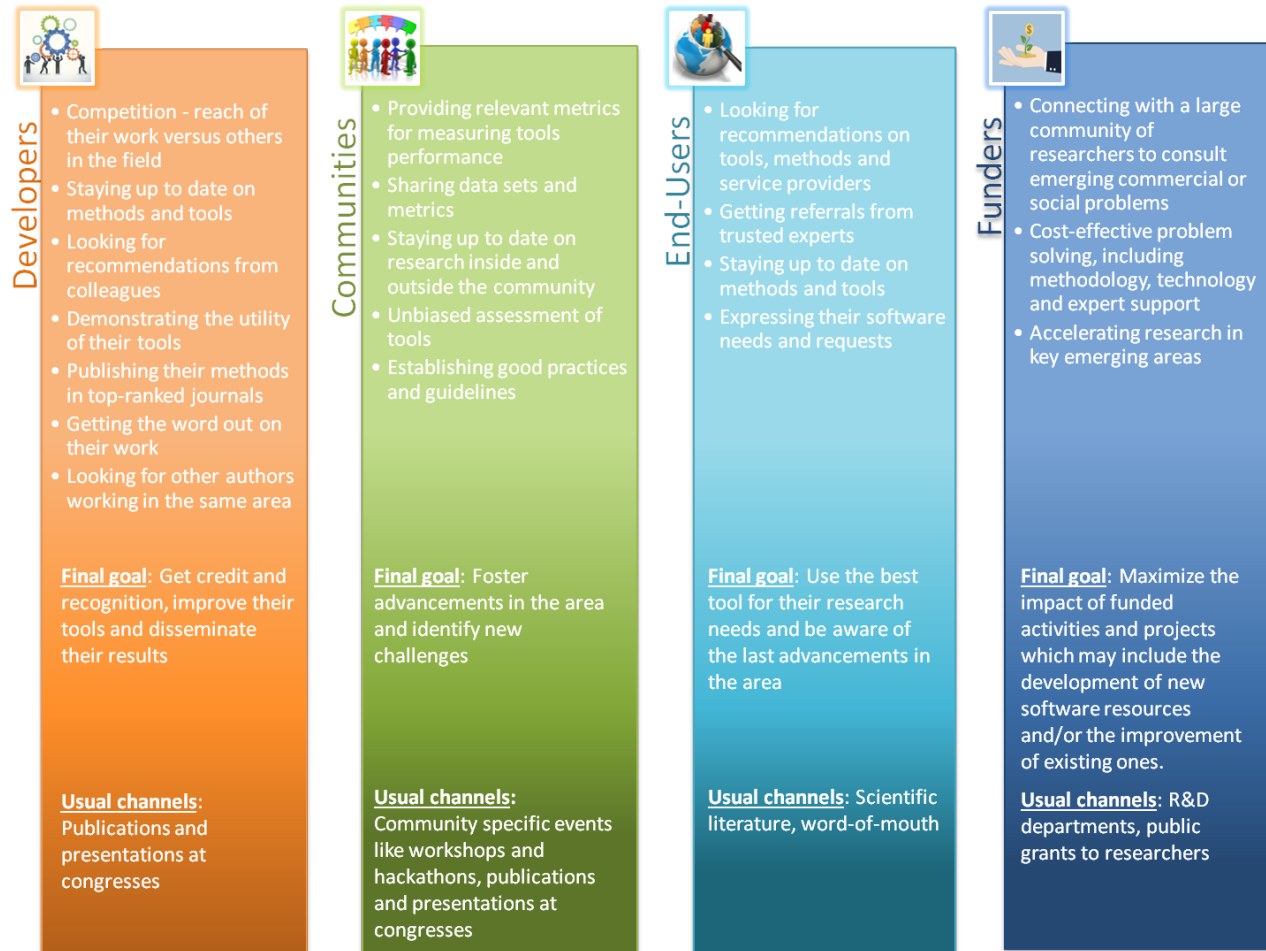 Developers
• Competition - reach of
their work versus others
in the field
• Staying up to date on
methods and tools
• Looking for
recommendations from
colleagues
• Demonstrating the utility
of their tools
• Publishing their methods
in top-ranked journals
• Getting the word out on
their work
• Looking for other authors
working in the same area
Final goal: Get credit and
recognition, improve their
tools and disseminate
their results
Usual channels:
Publications and
presentations at
congresses
Communities
• Providing relevant metrics
for measuring tools
performance
• Sharing data sets and
metrics
• Staying up to date on
research inside and
outside the community
• Unbiased assessment of
tools
• Establishing good practices
and guidelines
Final goal: Foster
advancements in the area
and identify new
challenges
Usual channels:
Community specific events
like workshops and
hackathons, publications
and presentations at
congresses
End-Users
• Looking for
recommendations on
tools, methods and
service providers
• Getting referrals from
trusted experts
• Staying up to date on
methods and tools
• Expressing their software
needs and requests
Final goal: Use the best
tool for their research
needs and be aware of
the last advancements in
the area
Usual channels: Scientific
literature, word-of-mouth
$
Funders
• Connecting with a large
community of
researchers to consult
emerging commercial or
social problems
• Cost-effective problem
solving, including
methodology, technology
and expert support
• Accelerating research in
key emerging areas
Final goal: Maximize the
impact of funded
activities and projects
which may include the
development of new
software resources
and/or the improvement
of existing ones.
Usual channels: R&D
departments, public
grants to researchers